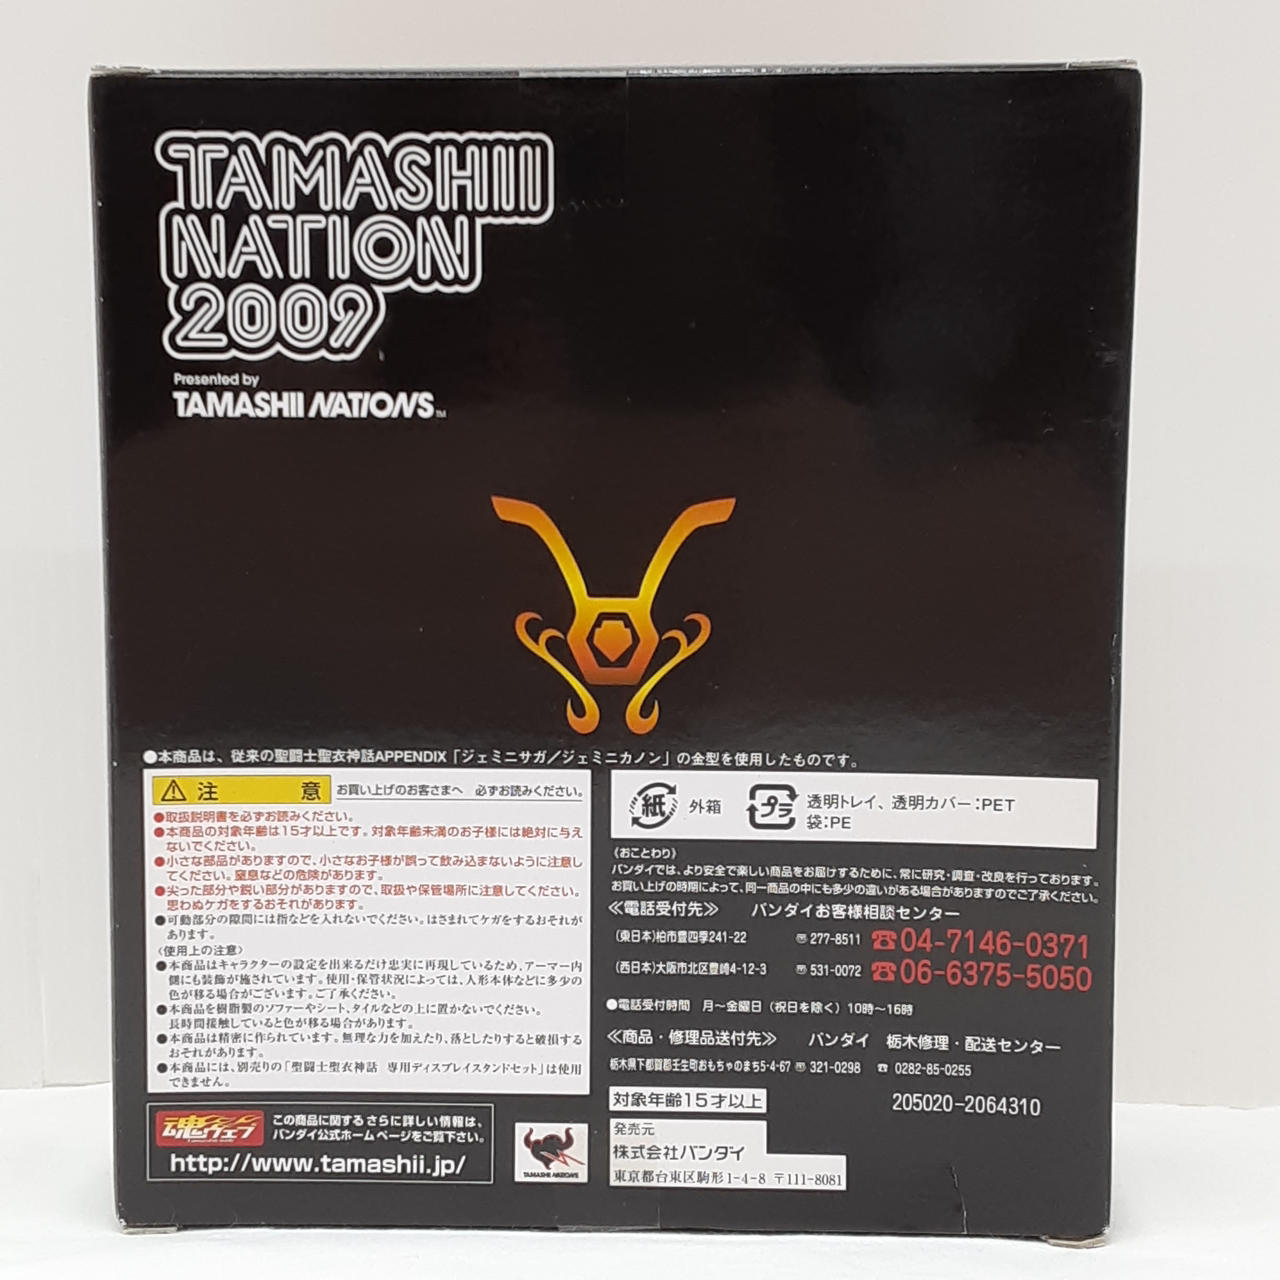 TAMASHII
NATION
2009
Presented by
TAMASHII NATIONS™
●本商品は、従来の聖闘士聖衣神話APPENDIX「ジェミニサガ／ジェミニカノン」の金型を使用したものです。
注 意
お買い上げのお客さまへ 必ずお読みください。
●取扱説明書を必ずお読みください。
●本商品の対象年齢は15才以上です。対象年齢未満のお子様には絶対に与え
ないでください。
●小さな部品がありますので、小さなお子様が誤って飲み込まないように注意し
てください。窒息などの危険があります。
●尖った部分や鋭い部分がありますので、取扱や保管場所に注意してください。
思わぬケガをするおそれがあります。
●可動部分の隙間には指などを入れないでください。はさまれてケガをするおそれが
あります。
〈使用上の注意〉
●本商品はキャラクターの設定を出来るだけ忠実に再現しているため、アーマー内
側にも装飾が施されています。使用・保管状況によっては、人形本体などに多少の
色が移る場合がございます。ご了承ください。
●本商品を樹脂製のソファーやシート、タイルなどの上に置かないでください。
長時間接触していると色が移る場合があります。
●本商品は精密に作られています。無理な力を加えたり、落としたりすると破損する
おそれがあります。
●本商品には、別売りの「聖闘士聖衣神話 専用ディスプレイスタンドセット」は使用
できません。
魂ウェブ
この商品に関する さらに詳しい情報は、
バンダイ公式ホームページをご覧下さい。
http://www.tamashii.jp/
TAMASHII NATIONS
紙
外箱
プラ
透明トレイ、透明カバー：PET
袋：PE
《おことわり》
バンダイでは、より安全で楽しい商品をお届けするために、常に研究・調査・改良を行っております。
お買い上げの時期によって、同一商品の中にも多少の違いがある場合がありますのでご了承ください。
≪電話受付先≫ バンダイお客様相談センター
(東日本)柏市豊四季241-22 〠277-8511 ☎04-7146-0371
(西日本)大阪市北区豊崎4-12-3 〠531-0072 ☎06-6375-5050
●電話受付時間 月～金曜日（祝日を除く）10時～16時
≪商品・修理品送付先≫ バンダイ 栃木修理・配送センター
栃木県下都賀郡壬生町おもちゃのまち5-4-67 〠321-0298 ☎0282-85-0255
対象年齢15才以上
205020-2064310
発売元
株式会社バンダイ
東京都台東区駒形1-4-8 〒111-8081